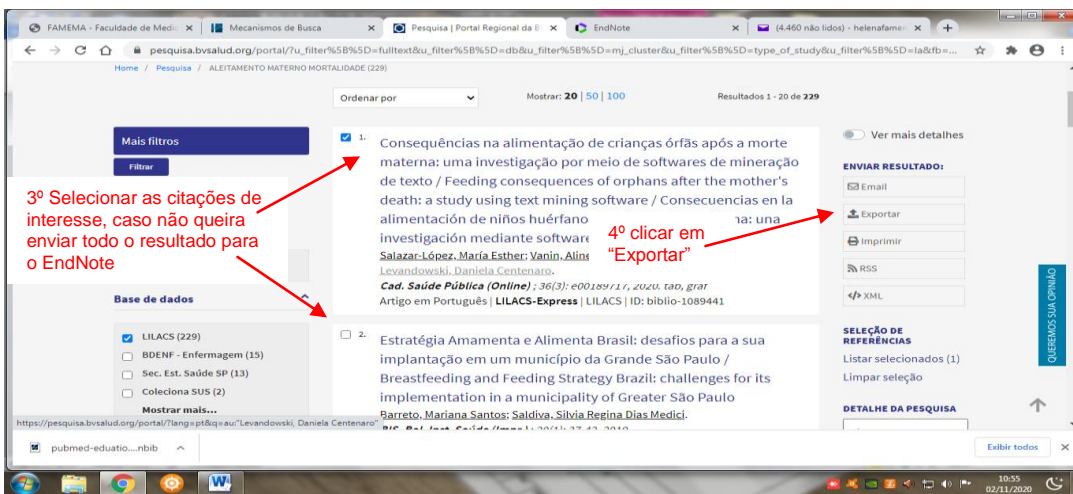 FAMEMA - Faculdade de Medic
Mecanismos de Busca
Pesquisa | Portal Regional da B
EndNote
(4.460 não lidos) - helenafamem
pesquisa.bvsalud.org/portal/?u_filter%5B%5D=fulltext&u_filter%5B%5D=db&u_filter%5B%5D=mj_cluster&u_filter%5B%5D=type_of_study&u_filter%5B%5D=la&fb=...
Home / Pesquisa / ALEITAMENTO MATERNO MORTALIDADE (229)
Ordenar por
Mostrar: 20 | 50 | 100
Resultados 1 - 20 de 229
Mais filtros
Filtrar
3º Selecionar as citações de
interesse, caso não queira
enviar todo o resultado para
o EndNote
Base de dados
LILACS (229)
BDENF - Enfermagem (15)
Sec. Est. Saúde SP (13)
Coleciona SUS (2)
Mostrar mais...
1.
Consequências na alimentação de crianças órfãs após a morte
materna: uma investigação por meio de softwares de mineração
de texto / Feeding consequences of orphans after the mother's
death: a study using text mining software / Consecuencias en la
alimentación de niños huérfano na: una
investigación mediante software
Salazar-López, María Esther; Vanin, Aline
Levandowski, Daniela Centenaro.
Cad. Saúde Pública (Online) ; 36(3): e00189717, 2020. tab, graf
Artigo em Português | LILACS-Express | LILACS | ID: biblio-1089441
4º clicar em
“Exportar”
2.
Estratégia Amamenta e Alimenta Brasil: desafios para a sua
implantação em um município da Grande São Paulo /
Breastfeeding and Feeding Strategy Brazil: challenges for its
implementation in a municipality of Greater São Paulo
Barreto, Mariana Santos; Saldiva, Silvia Regina Dias Medici.
Ver mais detalhes
ENVIAR RESULTADO:
Email
Exportar
Imprimir
RSS
</> XML
SELEÇÃO DE
REFERÊNCIAS
Listar selecionados (1)
Limpar seleção
DETALHE DA PESQUISA
QUEREMOS SUA OPINIÃO
https://pesquisa.bvsalud.org/portal/?lang=pt&q=au:"Levandowski, Daniela Centenaro"
pubmed-eduatio....nbib
Exibir todos
10:55
02/11/2020